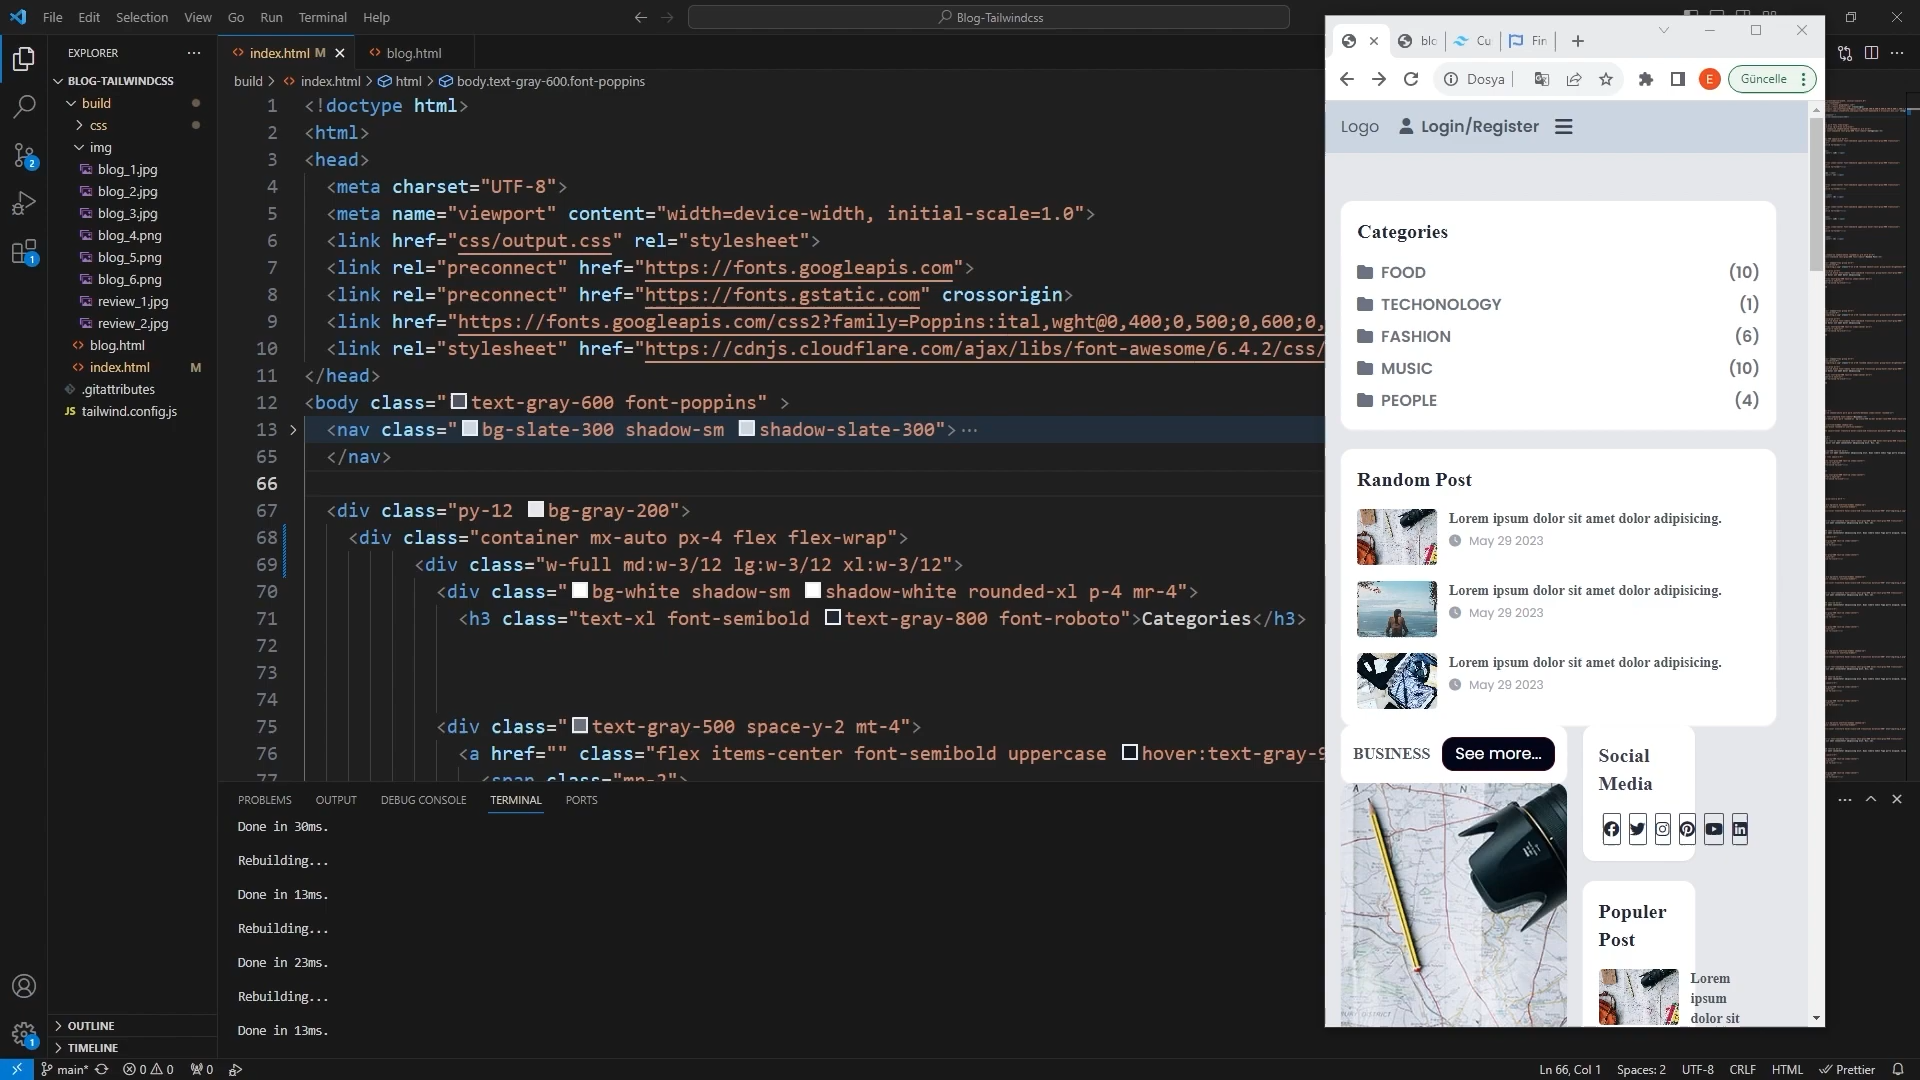 File Edit Selection View Go Run Terminal Help
Blog-Tailwindcss
EXPLORER
BLOG-TAILWINDCSS
build
css
img
blog_1.jpg
blog_2.jpg
blog_3.jpg
blog_4.png
blog_5.png
blog_6.png
review_1.jpg
review_2.jpg
blog.html
index.html M
.gitattributes
tailwind.config.js
OUTLINE
TIMELINE
2
1
1
index.html M
blog.html
build > index.html > html > body.text-gray-600.font-poppins
1 <!doctype html>
2 <html>
3 <head>
4 <meta charset="UTF-8">
5 <meta name="viewport" content="width=device-width, initial-scale=1.0">
6 <link href="css/output.css" rel="stylesheet">
7 <link rel="preconnect" href="https://fonts.googleapis.com">
8 <link rel="preconnect" href="https://fonts.gstatic.com" crossorigin>
9 <link href="https://fonts.googleapis.com/css2?family=Poppins:ital,wght@0,400;0,500;0,600;0,
10 <link rel="stylesheet" href="https://cdnjs.cloudflare.com/ajax/libs/font-awesome/6.4.2/css/
11 </head>
12 <body class="text-gray-600 font-poppins" >
13 <nav class="bg-slate-300 shadow-sm shadow-slate-300">···
65 </nav>
66
67 <div class="py-12 bg-gray-200">
68 <div class="container mx-auto px-4 flex flex-wrap">
69 <div class="w-full md:w-3/12 lg:w-3/12 xl:w-3/12">
70 <div class="bg-white shadow-sm shadow-white rounded-xl p-4 mr-4">
71 <h3 class="text-xl font-semibold text-gray-800 font-roboto">Categories</h3>
72
73
74
75 <div class="text-gray-500 space-y-2 mt-4">
76 <a href="" class="flex items-center font-semibold uppercase hover:text-gray-9
77 <span class="mr-2">
PROBLEMS OUTPUT DEBUG CONSOLE TERMINAL PORTS
Done in 30ms.
Rebuilding...
Done in 13ms.
Rebuilding...
Done in 23ms.
Rebuilding...
Done in 13ms.
blc
Cu
Fir
Dosya
E
Güncelle
Logo Login/Register
Categories
FOOD (10)
TECHONOLOGY (1)
FASHION (6)
MUSIC (10)
PEOPLE (4)
Random Post
Lorem ipsum dolor sit amet dolor adipisicing.
May 29 2023
Lorem ipsum dolor sit amet dolor adipisicing.
May 29 2023
Lorem ipsum dolor sit amet dolor adipisicing.
May 29 2023
BUSINESS See more...
Social
Media
Populer
Post
Lorem
ipsum
dolor sit
main* 0 0 0
Ln 66, Col 1 Spaces: 2 UTF-8 CRLF HTML Prettier